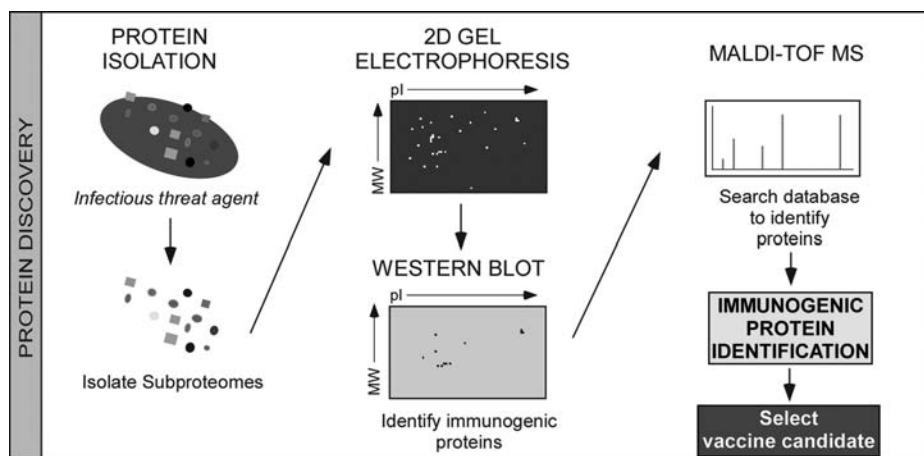 PROTEIN DISCOVERY
PROTEIN
ISOLATION
Infectious threat agent
Isolate Subproteomes
2D GEL
ELECTROPHORESIS
pI
MW
WESTERN BLOT
pI
MW
Identify immunogenic
proteins
MALDI-TOF MS
Search database
to identify
proteins
IMMUNOGENIC
PROTEIN
IDENTIFICATION
Select
vaccine candidate